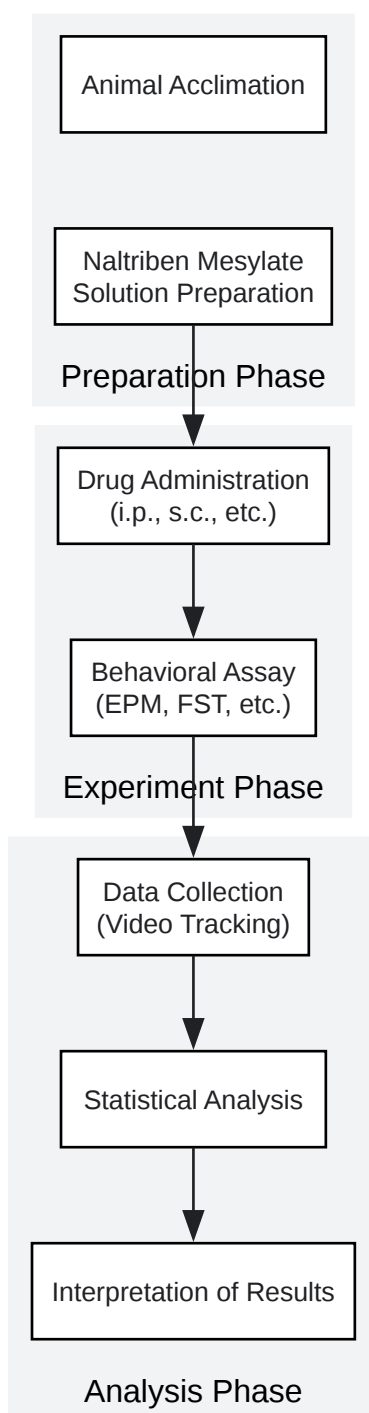 Animal Acclimation
Naltriben Mesylate
Solution Preparation
Preparation Phase
Drug Administration
(i.p., s.c., etc.)
Behavioral Assay
(EPM, FST, etc.)
Experiment Phase
Data Collection
(Video Tracking)
Statistical Analysis
Interpretation of Results
Analysis Phase